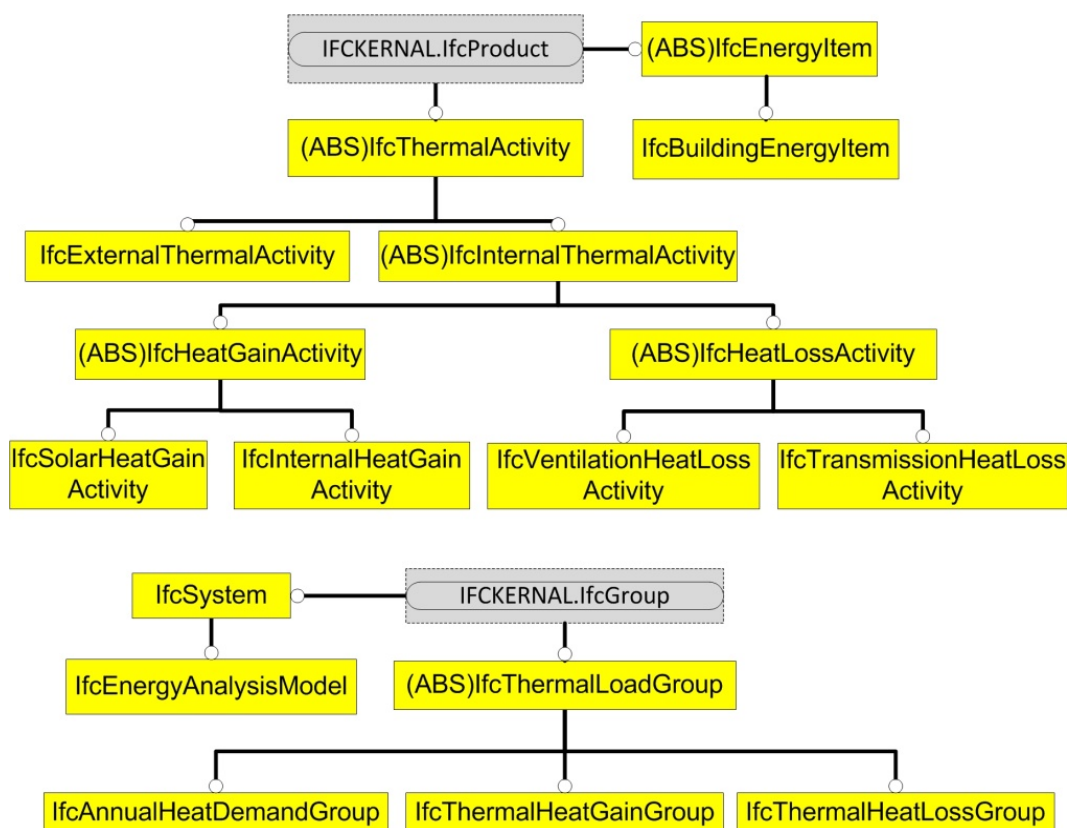 IFCKERNAL.IfcProduct
(ABS)IfcEnergyItem
(ABS)IfcThermalActivity
IfcBuildingEnergyItem
IfcExternalThermalActivity
(ABS)IfcInternalThermalActivity
(ABS)IfcHeatGainActivity
(ABS)IfcHeatLossActivity
IfcSolarHeatGain
Activity
IfcInternalHeatGain
Activity
IfcVentilationHeatLoss
Activity
IfcTransmissionHeatLoss
Activity
IfcSystem
IFCKERNAL.IfcGroup
IfcEnergyAnalysisModel
(ABS)IfcThermalLoadGroup
IfcAnnualHeatDemandGroup
IfcThermalHeatGainGroup
IfcThermalHeatLossGroup